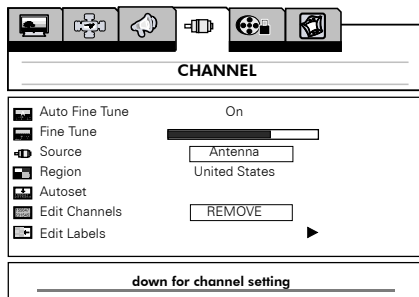 CHANNEL
Auto Fine Tune On
Fine Tune
Source Antenna
Region United States
Autoset
Edit Channels REMOVE
Edit Labels
down for channel setting